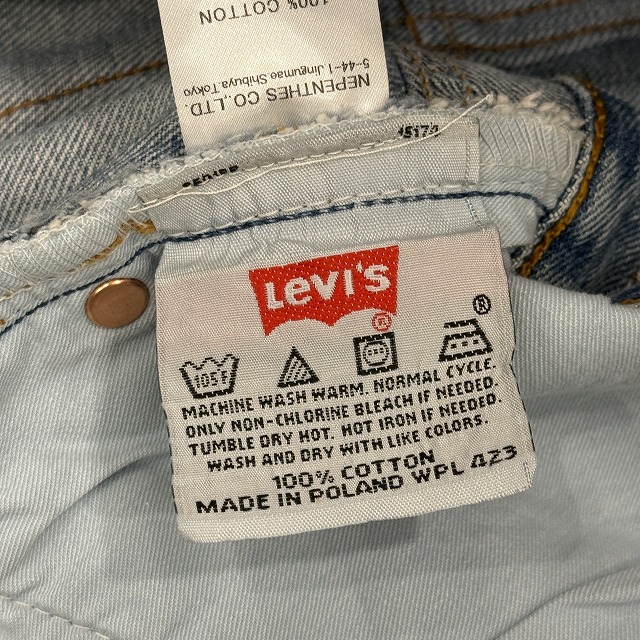 100% COTTON
5-44-1 Jingumae Shibuya.Tokyo
NEPENTHES CO.,LTD.
Levi's
®
®
105F
MACHINE WASH WARM. NORMAL CYCLE.
ONLY NON-CHLORINE BLEACH IF NEEDED.
TUMBLE DRY HOT. HOT IRON IF NEEDED.
WASH AND DRY WITH LIKE COLORS.
100% COTTON
MADE IN POLAND WPL 423